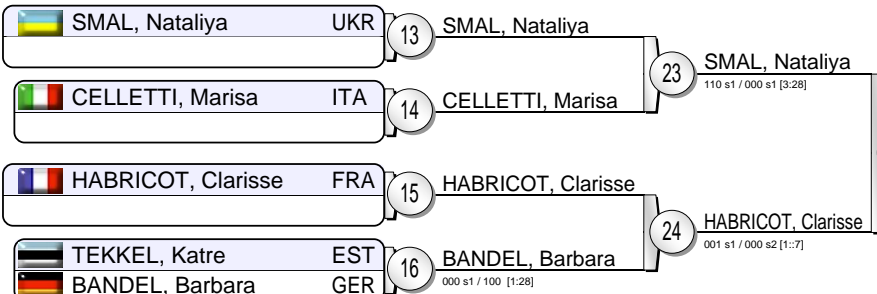 SMAL, Nataliya UKR
13
SMAL, Nataliya
CELLETTI, Marisa ITA
14
CELLETTI, Marisa
23
SMAL, Nataliya
110 s1 / 000 s1 [3:28]
HABRICOT, Clarisse FRA
15
HABRICOT, Clarisse
TEKKEL, Katre EST
BANDEL, Barbara GER
16
BANDEL, Barbara
000 s1 / 100 [1:28]
24
HABRICOT, Clarisse
001 s1 / 000 s2 [1::7]